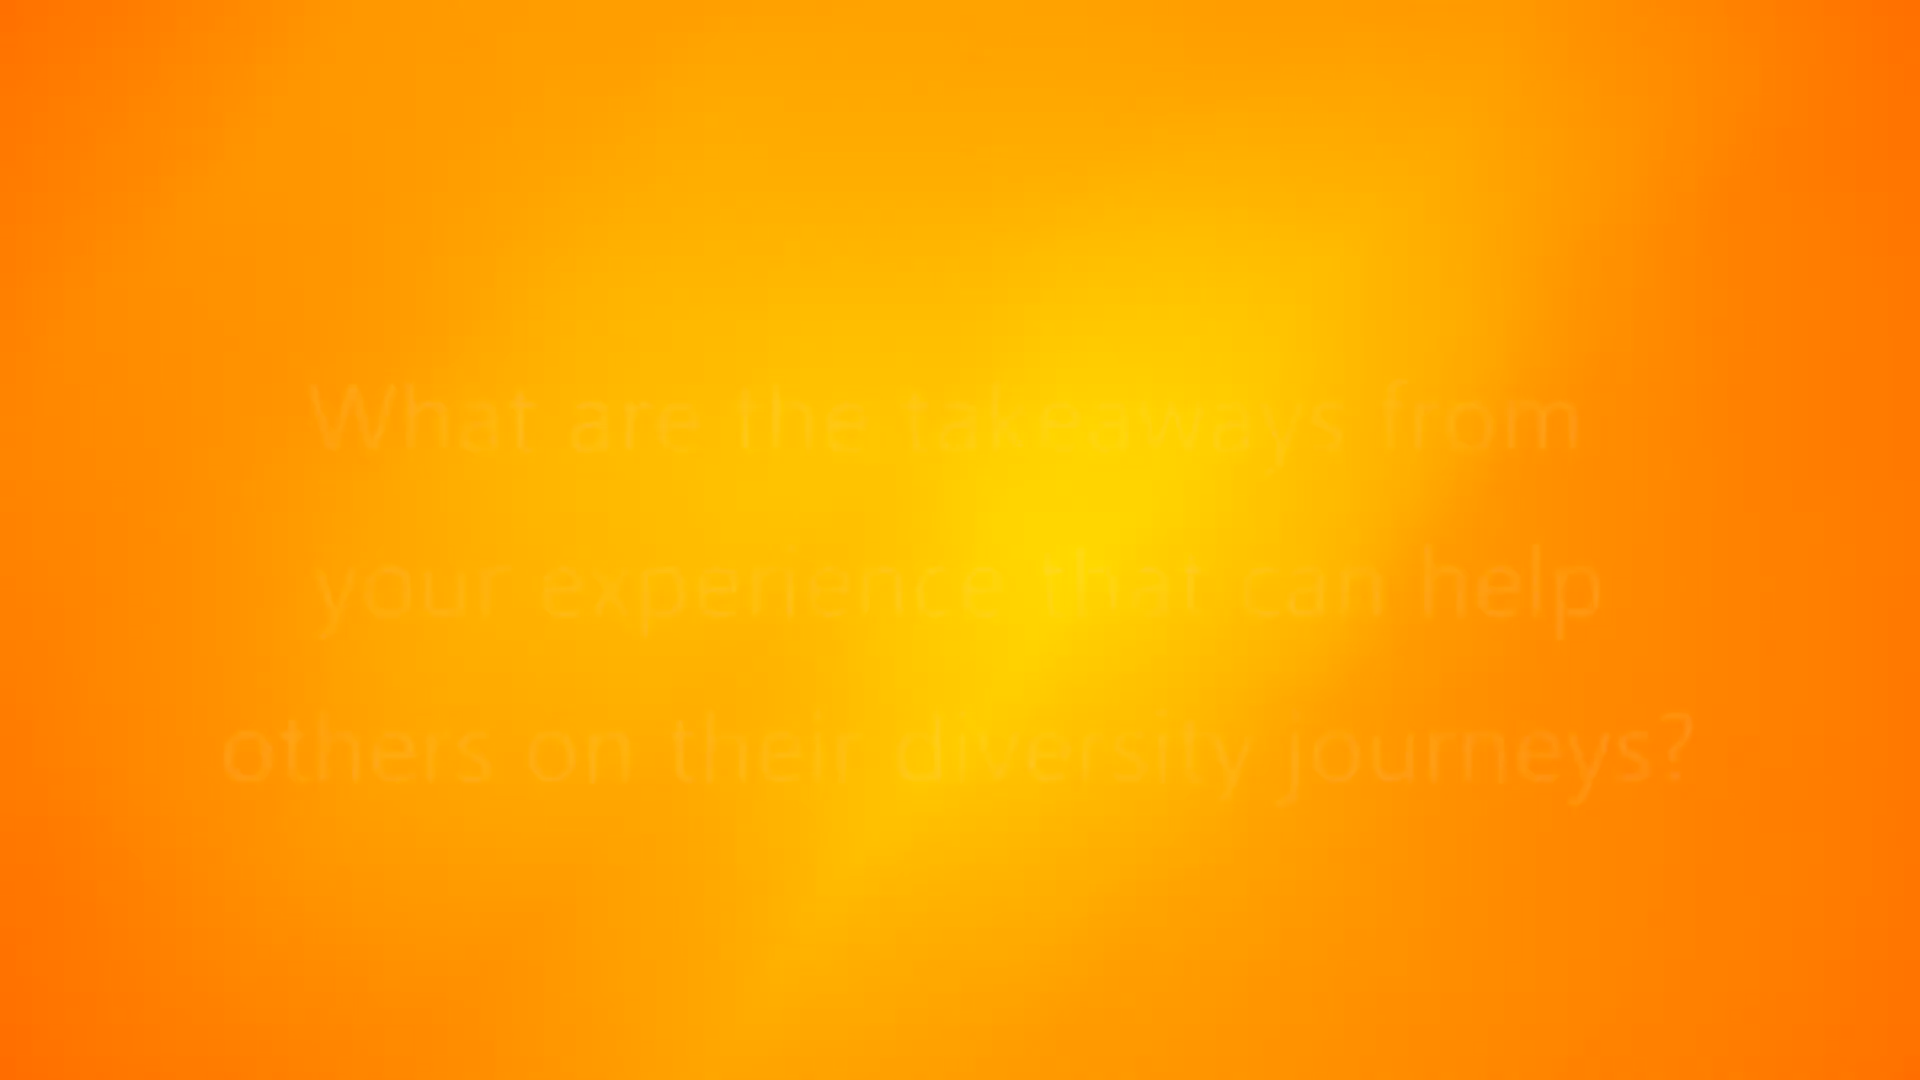 What are the takeaways from
your experience that can help
others on their diversity journeys?